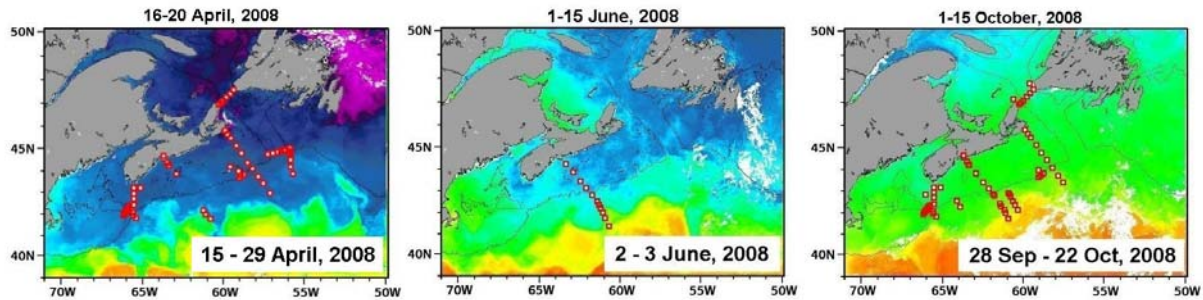 16-20 April, 2008
50N
45N
40N
70W 65W 60W 55W 50W
15 - 29 April, 2008
1-15 June, 2008
50N
45N
40N
70W 65W 60W 55W 50W
2 - 3 June, 2008
1-15 October, 2008
50N
45N
40N
70W 65W 60W 55W 50W
28 Sep - 22 Oct, 2008